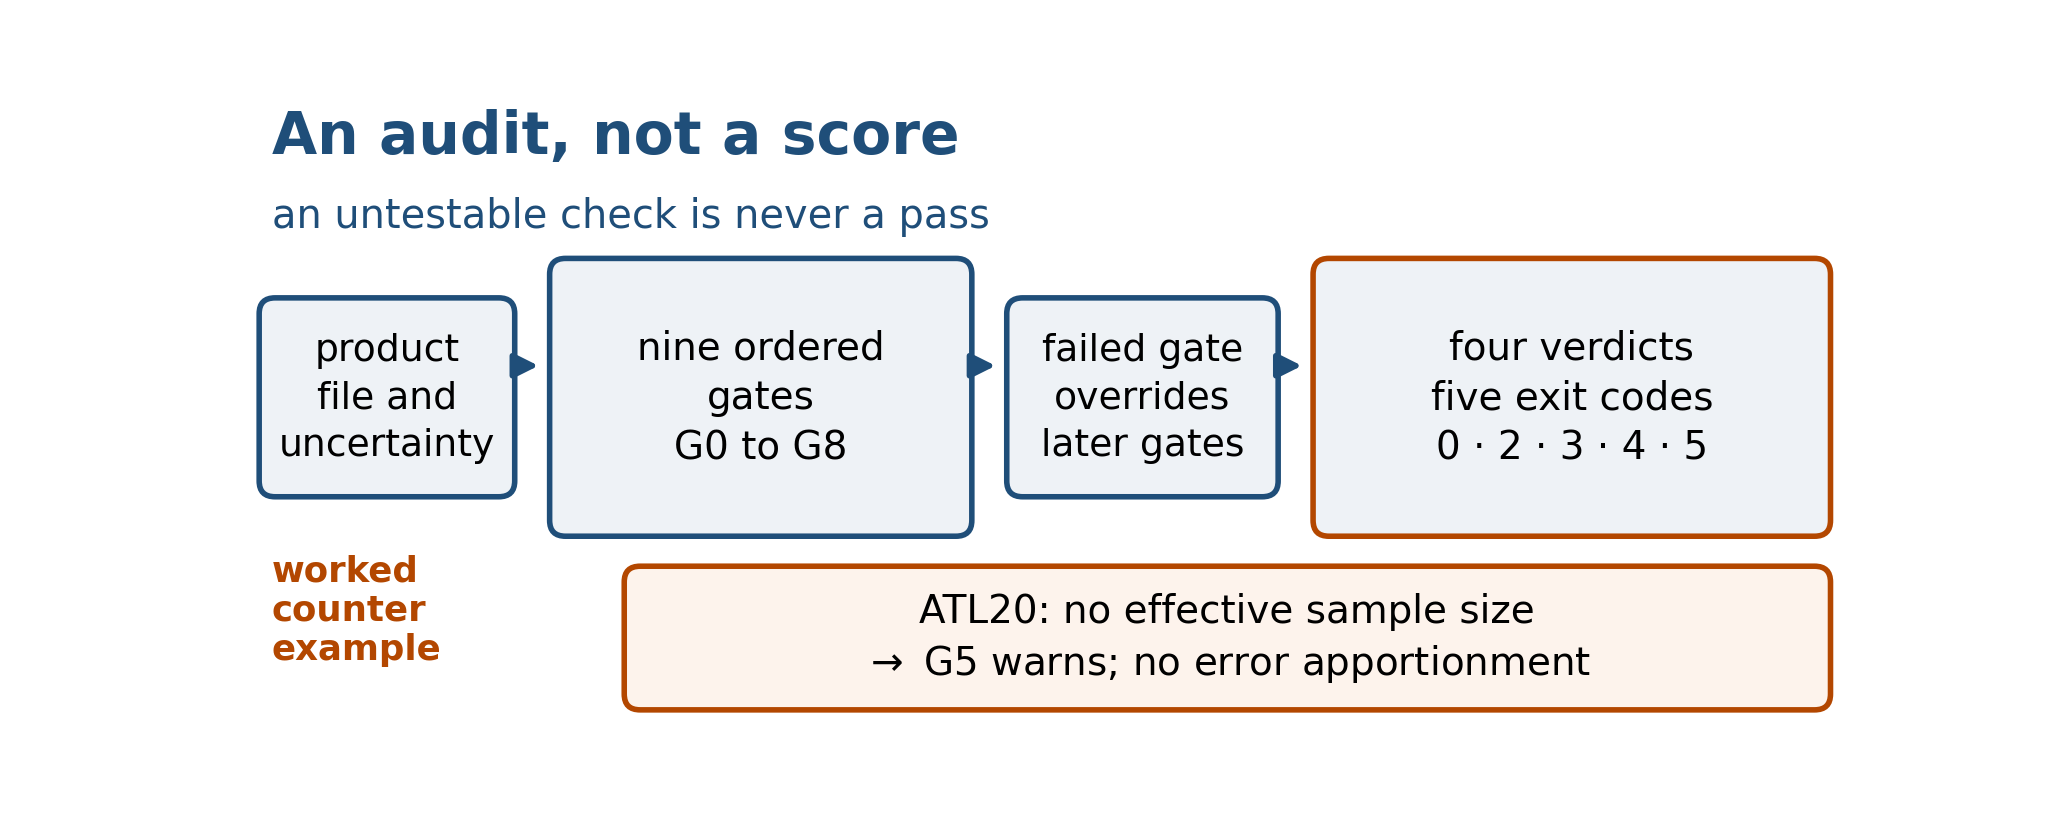 An audit, not a score
an untestable check is never a pass
product
file and
uncertainty
nine ordered
gates
G0 to G8
failed gate
overrides
later gates
four verdicts
five exit codes
0 · 2 · 3 · 4 · 5
worked
counter
example
ATL20: no effective sample size
→ G5 warns; no error apportionment